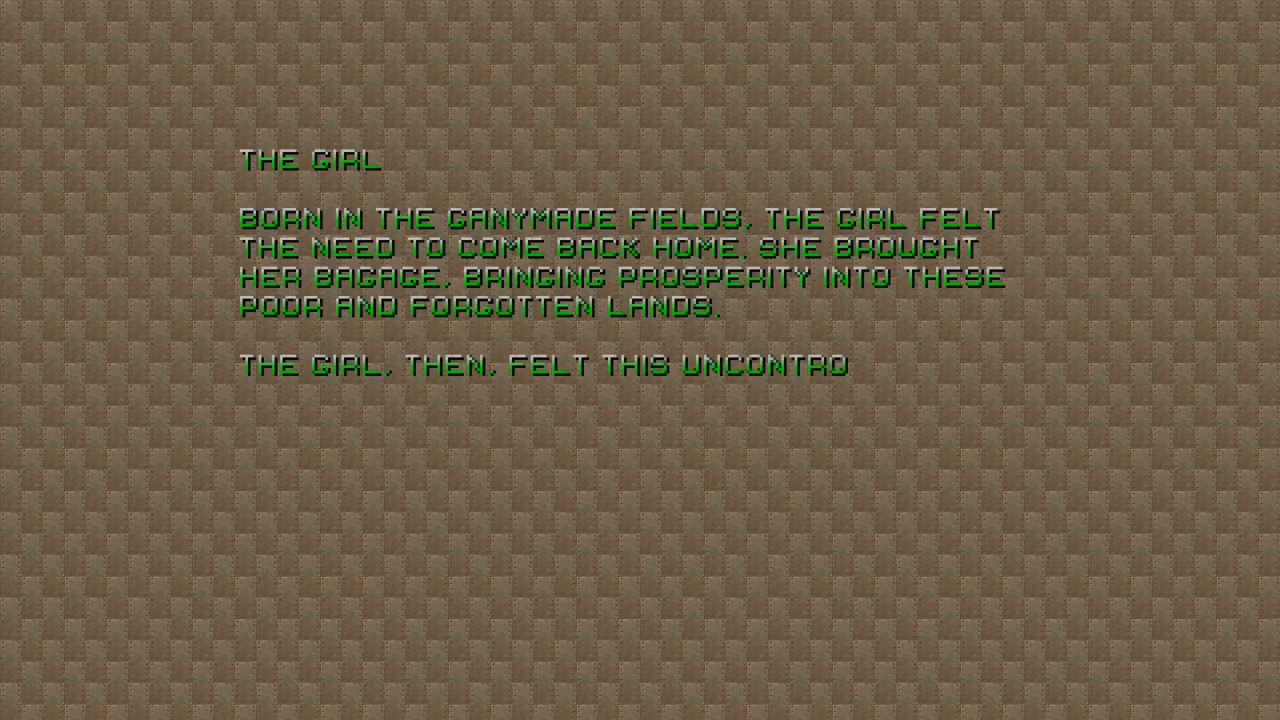 THE GIRL
BORN IN THE GANYMADE FIELDS, THE GIRL FELT
THE NEED TO COME BACK HOME. SHE BROUGHT
HER BAGAGE, BRINGING PROSPERITY INTO THESE
POOR AND FORGOTTEN LANDS.
THE GIRL, THEN, FELT THIS UNCONTRO